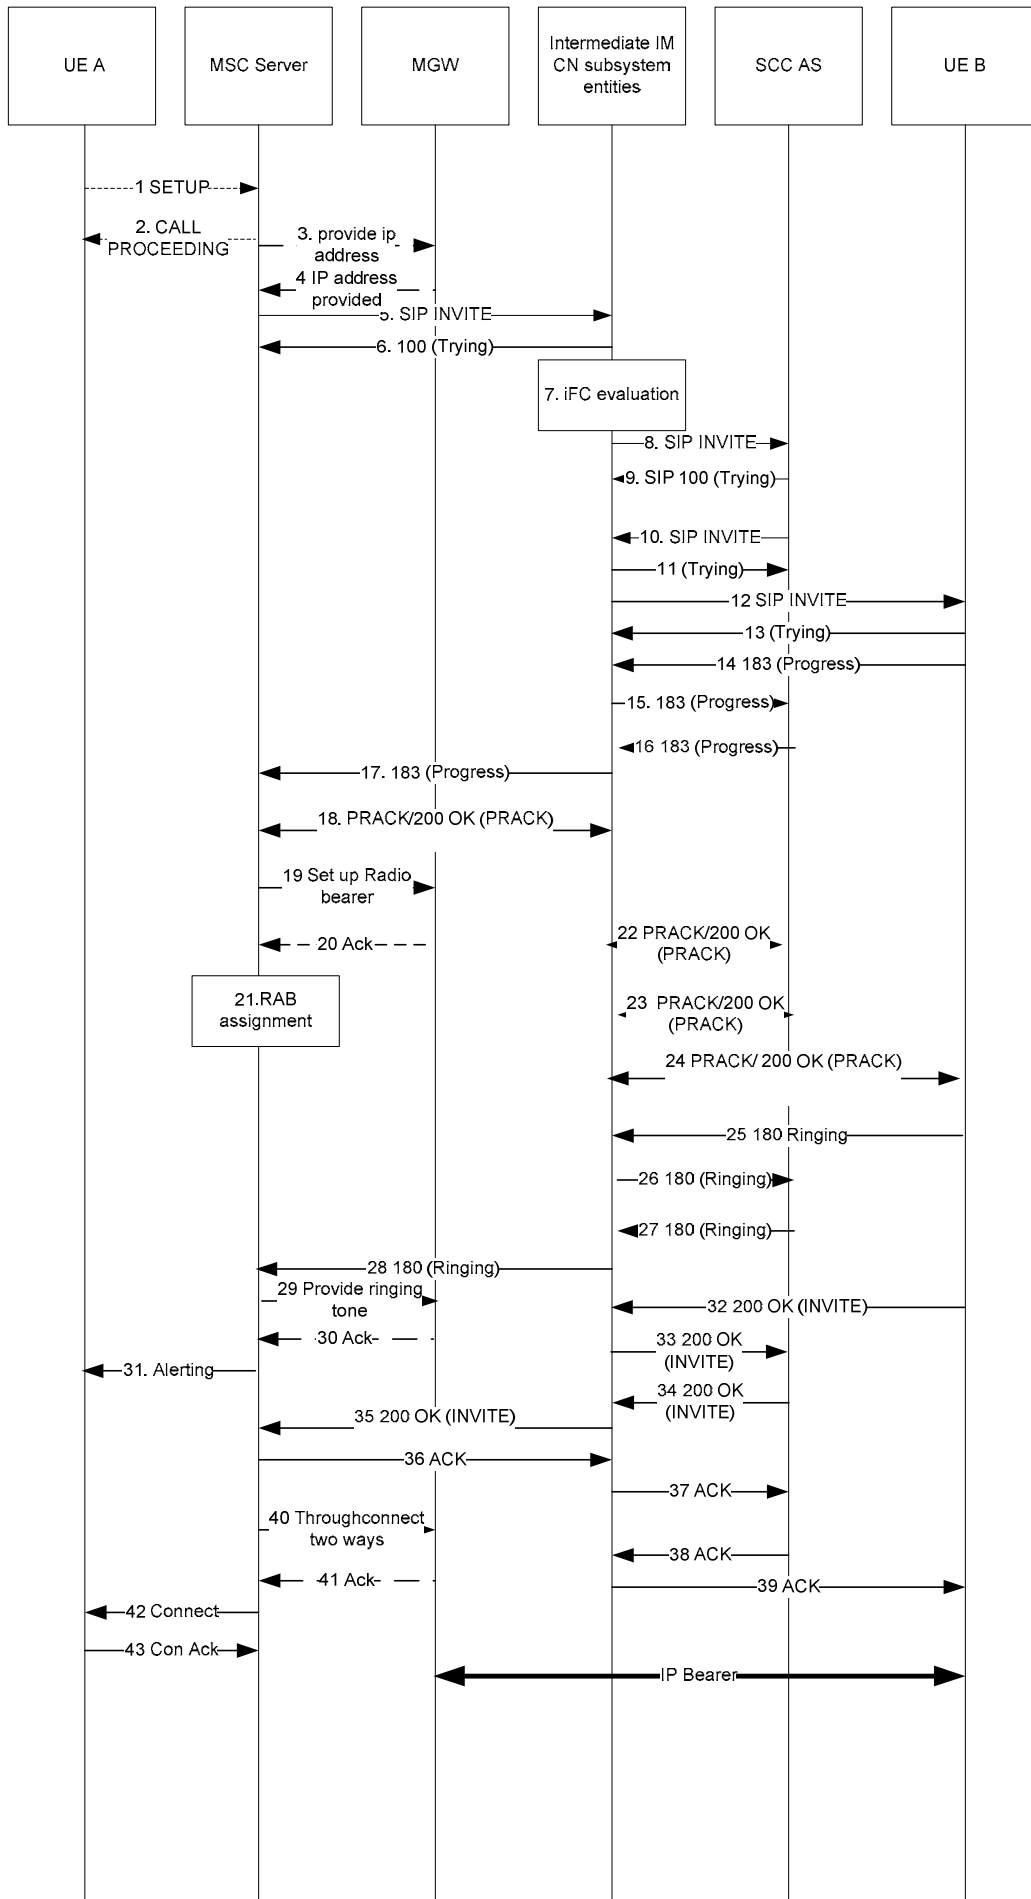 UE A
MSC Server
MGW
Intermediate IM
CN subsystem
entities
SCC AS
UE B
1 SETUP
2. CALL
PROCEEDING
3. provide ip
address
4 IP address
provided
5. SIP INVITE
6. 100 (Trying)
7. iFC evaluation
8. SIP INVITE
9. SIP 100 (Trying)
10. SIP INVITE
11 (Trying)
12 SIP INVITE
13 (Trying)
14 183 (Progress)
15. 183 (Progress)
16 183 (Progress)
17. 183 (Progress)
18. PRACK/200 OK (PRACK)
19 Set up Radio
bearer
20 Ack
22 PRACK/200 OK
(PRACK)
21.RAB
assignment
23 PRACK/200 OK
(PRACK)
24 PRACK/ 200 OK (PRACK)
25 180 Ringing
26 180 (Ringing)
27 180 (Ringing)
28 180 (Ringing)
29 Provide ringing
tone
32 200 OK (INVITE)
30 Ack
33 200 OK
(INVITE)
31. Alerting
34 200 OK
(INVITE)
35 200 OK (INVITE)
36 ACK
37 ACK
40 Throughconnect
two ways
38 ACK
41 Ack
39 ACK
42 Connect
43 Con Ack
IP Bearer